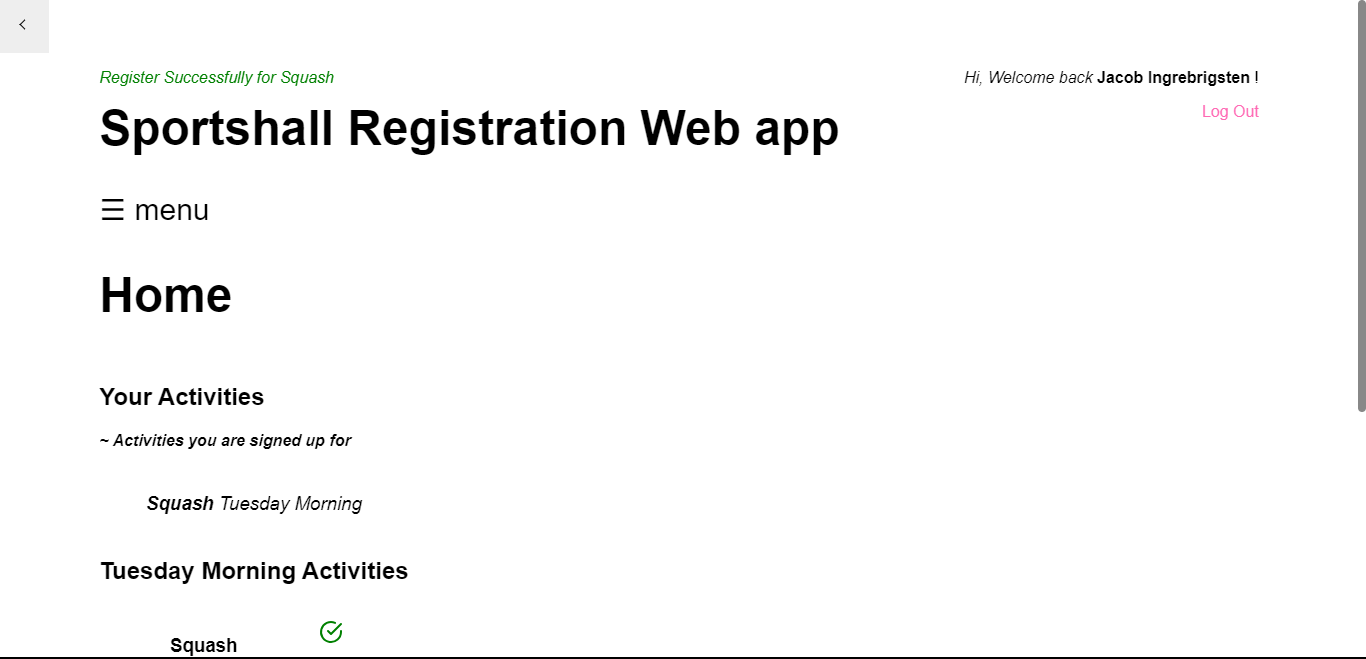 Register Successfully for Squash
Hi, Welcome back Jacob Ingrebrigsten !
Sportshall Registration Web app
Log Out
☰ menu
Home
Your Activities
~ Activities you are signed up for
Squash Tuesday Morning
Tuesday Morning Activities
Squash